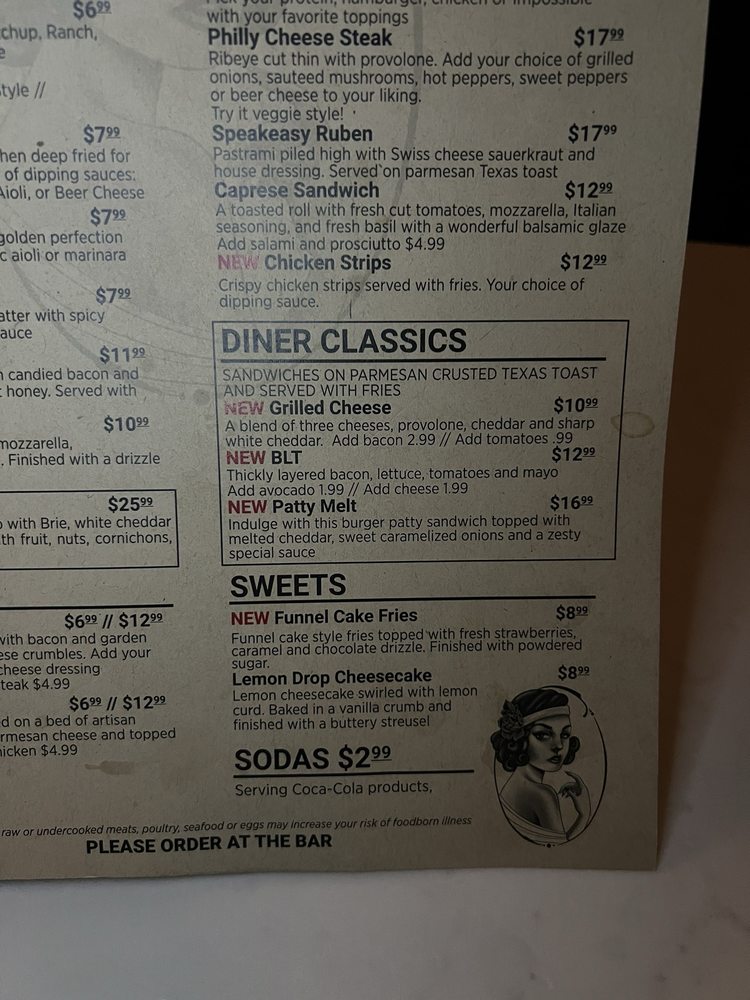 $6.99
chup, Ranch,
e
tyle //
$7.99
hen deep fried for
of dipping sauces:
Aioli, or Beer Cheese
$7.99
golden perfection
c aioli or marinara
$7.99
atter with spicy
auce
$11.99
n candied bacon and
t honey. Served with
$10.99
mozzarella,
. Finished with a drizzle
$25.99
o with Brie, white cheddar
th fruit, nuts, cornichons,
$6.99 // $12.99
with bacon and garden
ese crumbles. Add your
cheese dressing
teak $4.99
$6.99 // $12.99
d on a bed of artisan
rmesan cheese and topped
hicken $4.99
with your favorite toppings
Philly Cheese Steak $17.99
Ribeye cut thin with provolone. Add your choice of grilled
onions, sauteed mushrooms, hot peppers, sweet peppers
or beer cheese to your liking.
Try it veggie style!
Speakeasy Ruben $17.99
Pastrami piled high with Swiss cheese sauerkraut and
house dressing. Served on parmesan Texas toast
Caprese Sandwich $12.99
A toasted roll with fresh cut tomatoes, mozzarella, Italian
seasoning, and fresh basil with a wonderful balsamic glaze
Add salami and prosciutto $4.99
NEW Chicken Strips $12.99
Crispy chicken strips served with fries. Your choice of
dipping sauce.
DINER CLASSICS
SANDWICHES ON PARMESAN CRUSTED TEXAS TOAST
AND SERVED WITH FRIES
NEW Grilled Cheese $10.99
A blend of three cheeses, provolone, cheddar and sharp
white cheddar. Add bacon 2.99 // Add tomatoes .99
NEW BLT $12.99
Thickly layered bacon, lettuce, tomatoes and mayo
Add avocado 1.99 // Add cheese 1.99
NEW Patty Melt $16.99
Indulge with this burger patty sandwich topped with
melted cheddar, sweet caramelized onions and a zesty
special sauce
SWEETS
NEW Funnel Cake Fries $8.99
Funnel cake style fries topped with fresh strawberries,
caramel and chocolate drizzle. Finished with powdered
sugar.
Lemon Drop Cheesecake $8.99
Lemon cheesecake swirled with lemon
curd. Baked in a vanilla crumb and
finished with a buttery streusel
SODAS $2.99
Serving Coca-Cola products,
raw or undercooked meats, poultry, seafood or eggs may increase your risk of foodborn illness
PLEASE ORDER AT THE BAR